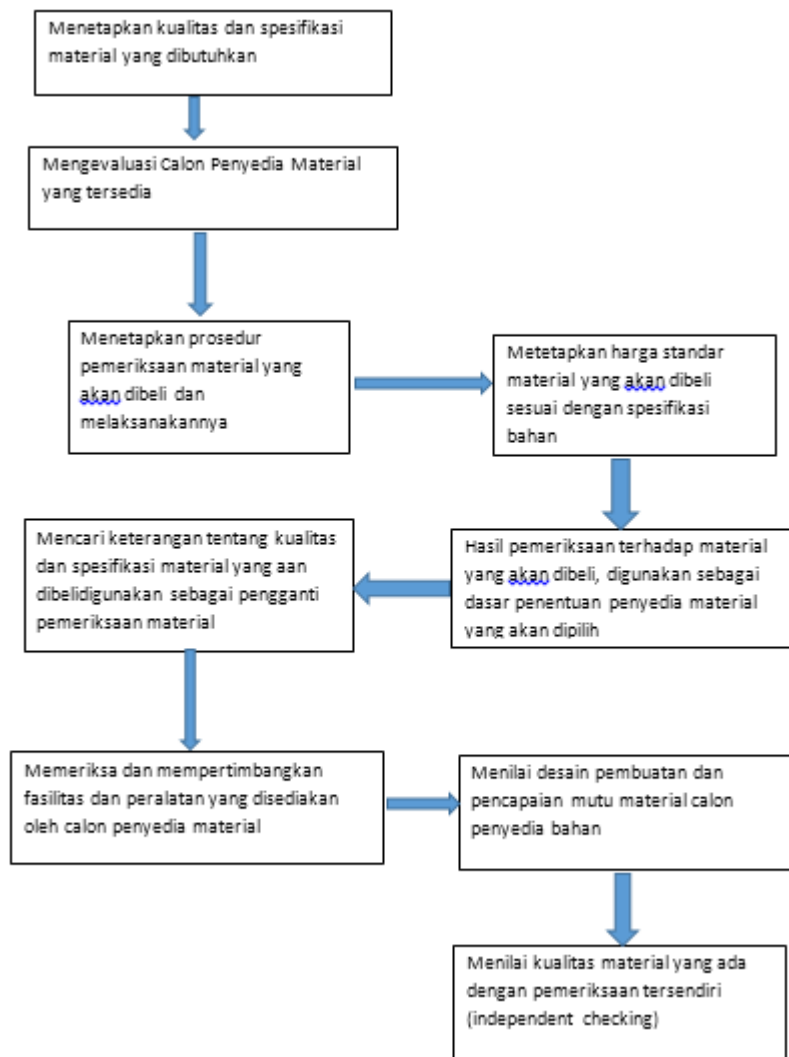 Menetapkan kualitas dan spesifikasi
material yang dibutuhkan
Mengevaluasi Calon Penyedia Material
yang tersedia
Menetapkan prosedur
pemeriksaan material yang
akan dibeli dan
melaksanakannya
Metetapkan harga standar
material yang akan dibeli
sesuai dengan spesifikasi
bahan
Hasil pemeriksaan terhadap material
yang akan dibeli, digunakan sebagai
dasar penentuan penyedia material
yang akan dipilih
Mencari keterangan tentang kualitas
dan spesifikasi material yang aan
dibelidigunakan sebagai pengganti
pemeriksaan material
Memeriksa dan mempertimbangkan
fasilitas dan peralatan yang disediakan
oleh calon penyedia material
Menilai desain pembuatan dan
pencapaian mutu material calon
penyedia bahan
Menilai kualitas material yang ada
dengan pemeriksaan tersendiri
(independent checking)